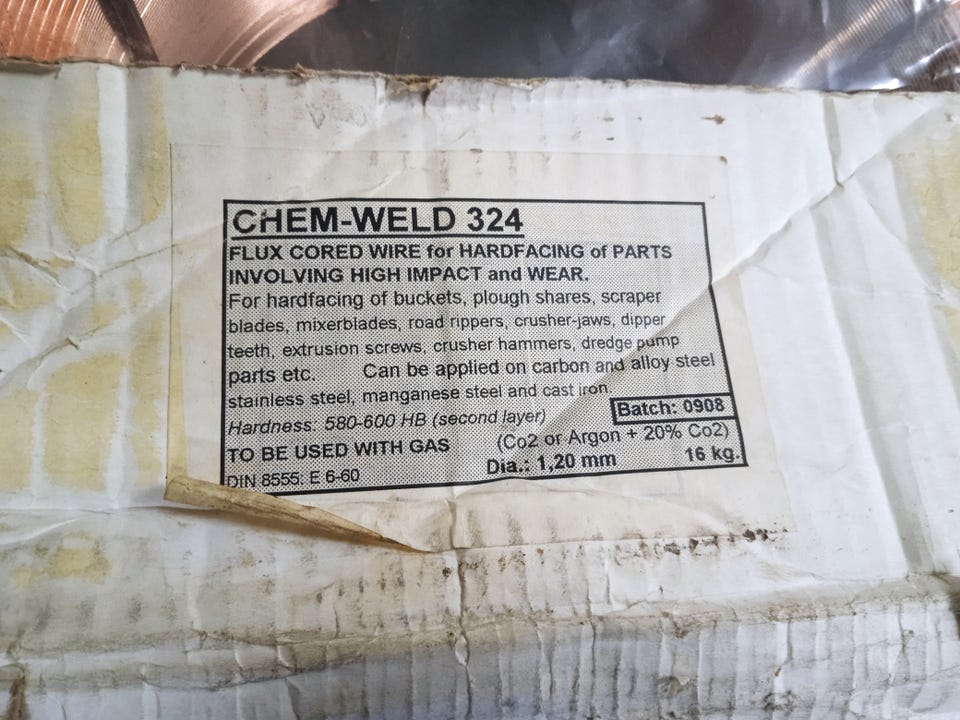 CHEM-WELD 324
FLUX CORED WIRE for HARDFACING of PARTS
INVOLVING HIGH IMPACT and WEAR.
For hardfacing of buckets, plough shares, scraper
blades, mixerblades, road rippers, crusher-jaws, dipper
teeth, extrusion screws, crusher hammers, dredge pump
parts etc. Can be applied on carbon and alloy steel
stainless steel, manganese steel and cast iron.
Hardness: 580-600 HB (second layer)
Batch: 0908
TO BE USED WITH GAS (Co2 or Argon + 20% Co2)
DIN 8555: E 6-60 Dia.: 1,20 mm 16 kg.